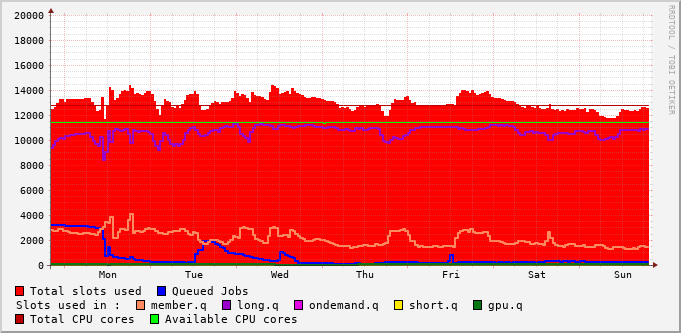 20000
18000
16000
14000
12000
10000
8000
6000
4000
2000
0
Mon Tue Wed Thu Fri Sat Sun
RRDTOOL / TOBI OETIKER
Total slots used Queued Jobs
Slots used in : member.q long.q ondemand.q short.q gpu.q
Total CPU cores Available CPU cores